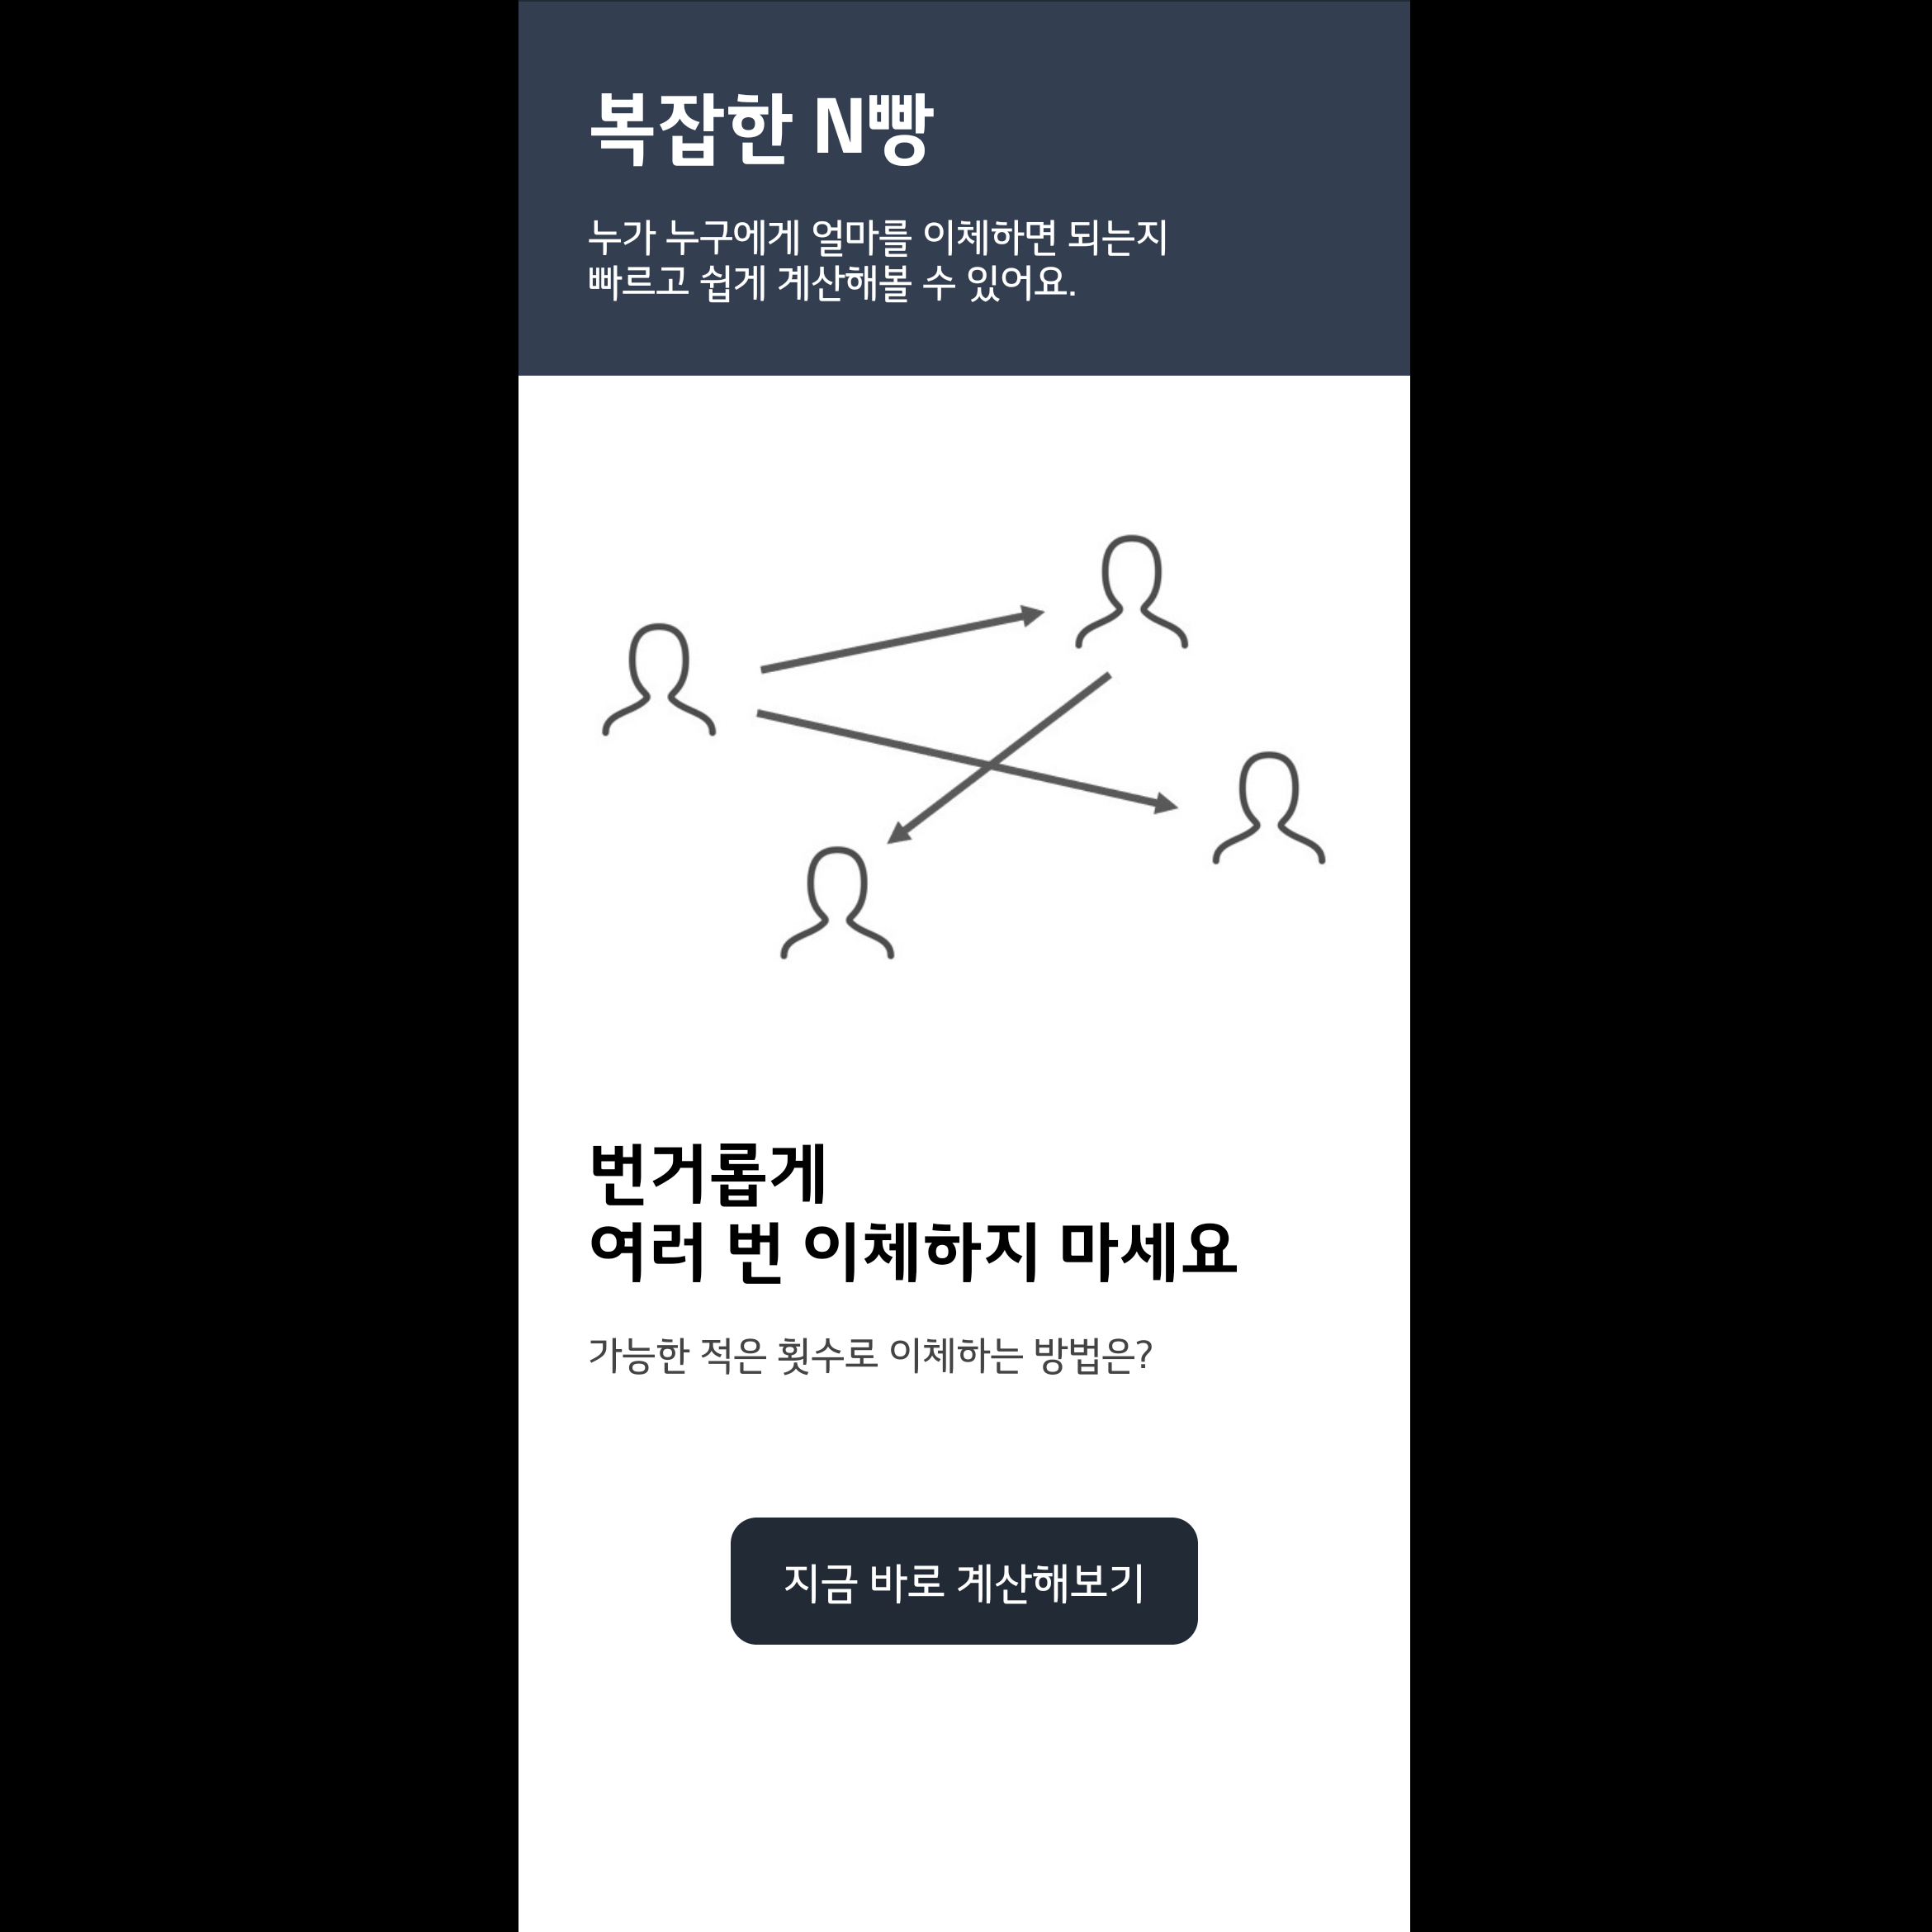 복잡한 N빵
누가 누구에게 얼마를 이체하면 되는지
빠르고 쉽게 계산해볼 수 있어요.
번거롭게
여러 번 이체하지 마세요
가능한 적은 횟수로 이체하는 방법은?
지금 바로 계산해보기